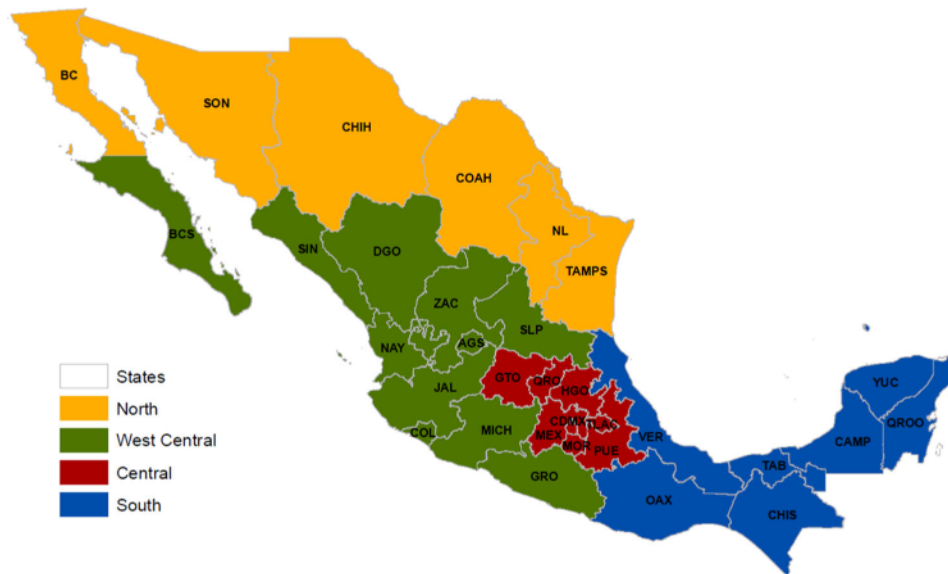 BC
SON
CHIH
COAH
NL
TAMPS
BCS
SIN
DGO
ZAC
SLP
NAY
AGS
JAL
GTO
QRO
HGO
COL
MICH
CDMX
TLAX
MEX
MOR
PUE
VER
GRO
OAX
TAB
CHIS
CAMP
YUC
QROO
States
North
West Central
Central
South